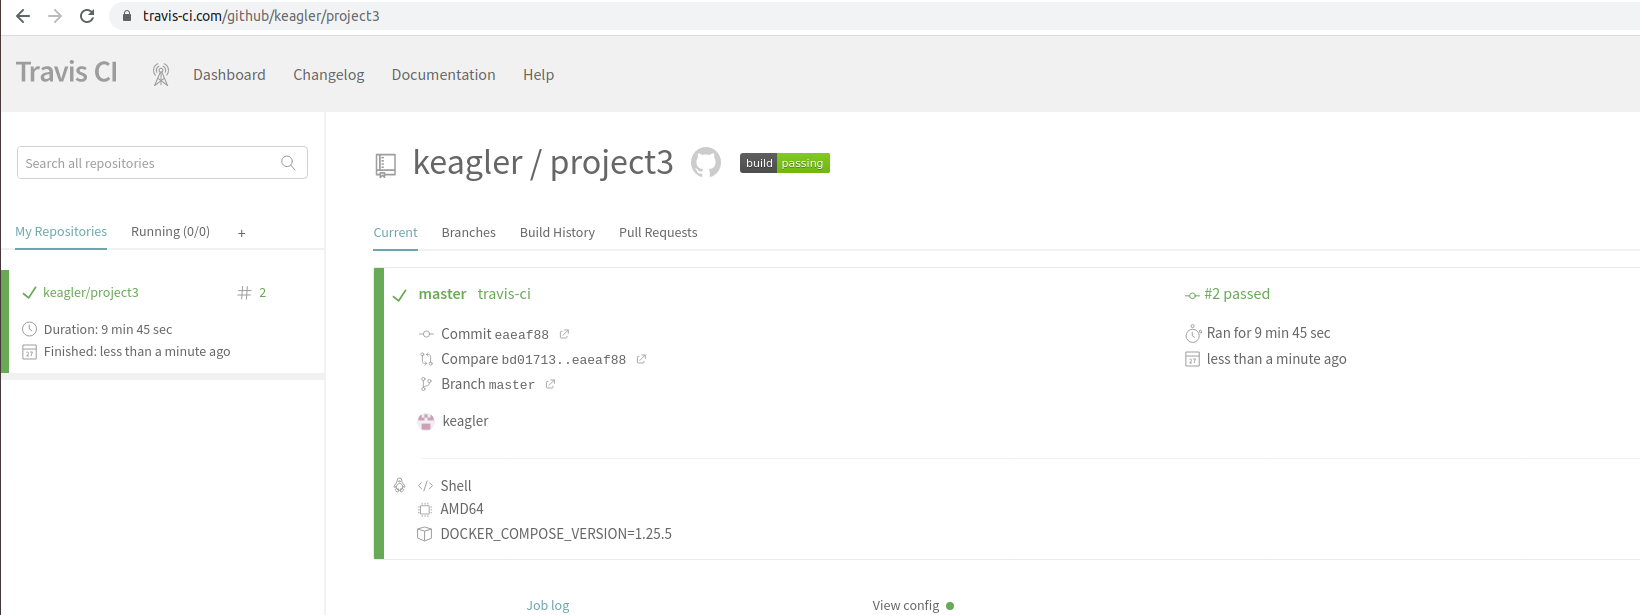 travis-ci.com/github/keagler/project3
Travis CI Dashboard Changelog Documentation Help
Search all repositories
My Repositories Running (0/0) +
keagler/project3 # 2
Duration: 9 min 45 sec
27 Finished: less than a minute ago
keagler / project3 build passing
Current Branches Build History Pull Requests
master travis-ci #2 passed
Commit eaeaf88 Ran for 9 min 45 sec
Compare bd01713..eaeaf88 27 less than a minute ago
Branch master
keagler
</> Shell
AMD64
DOCKER_COMPOSE_VERSION=1.25.5
Job log View config